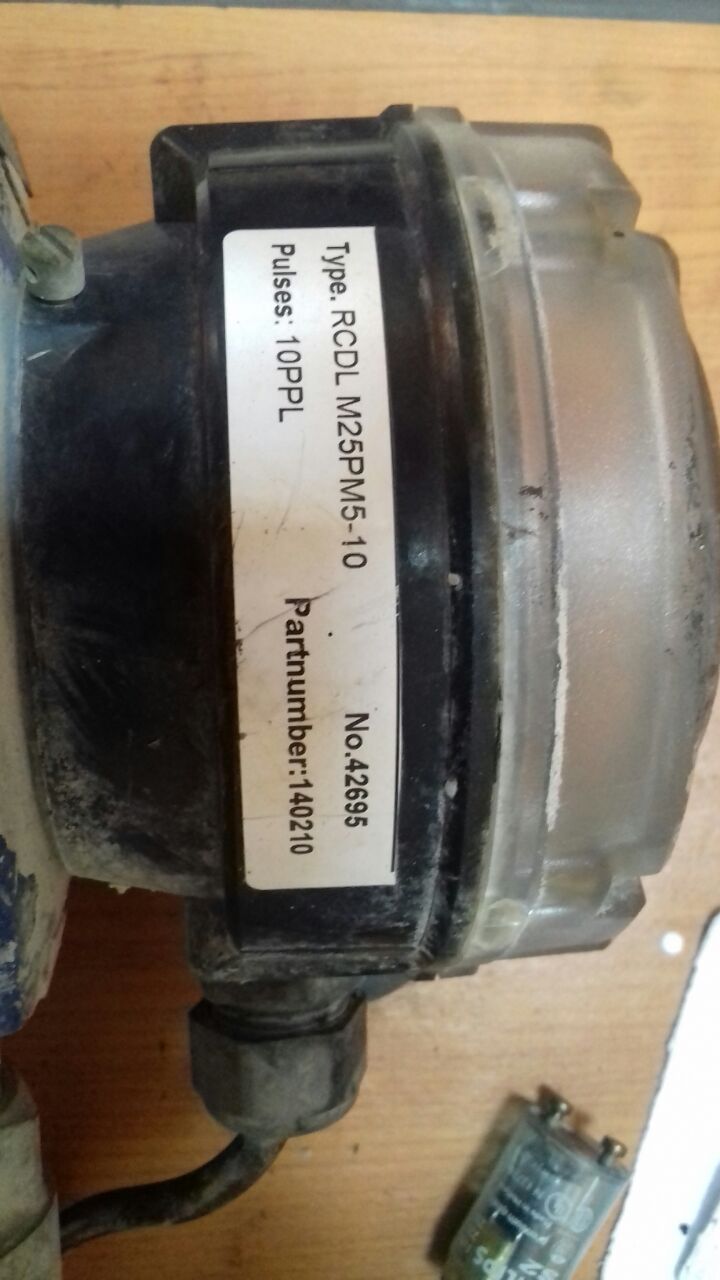 Type. RCDL M25PM5-10 No.42695
Pulses: 10PPL Partnumber:140210